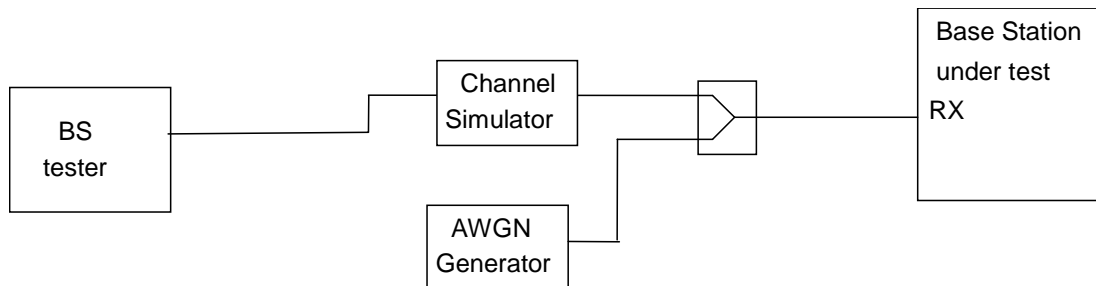 BS
tester
Channel
Simulator
AWGN
Generator
Base Station
under test
RX